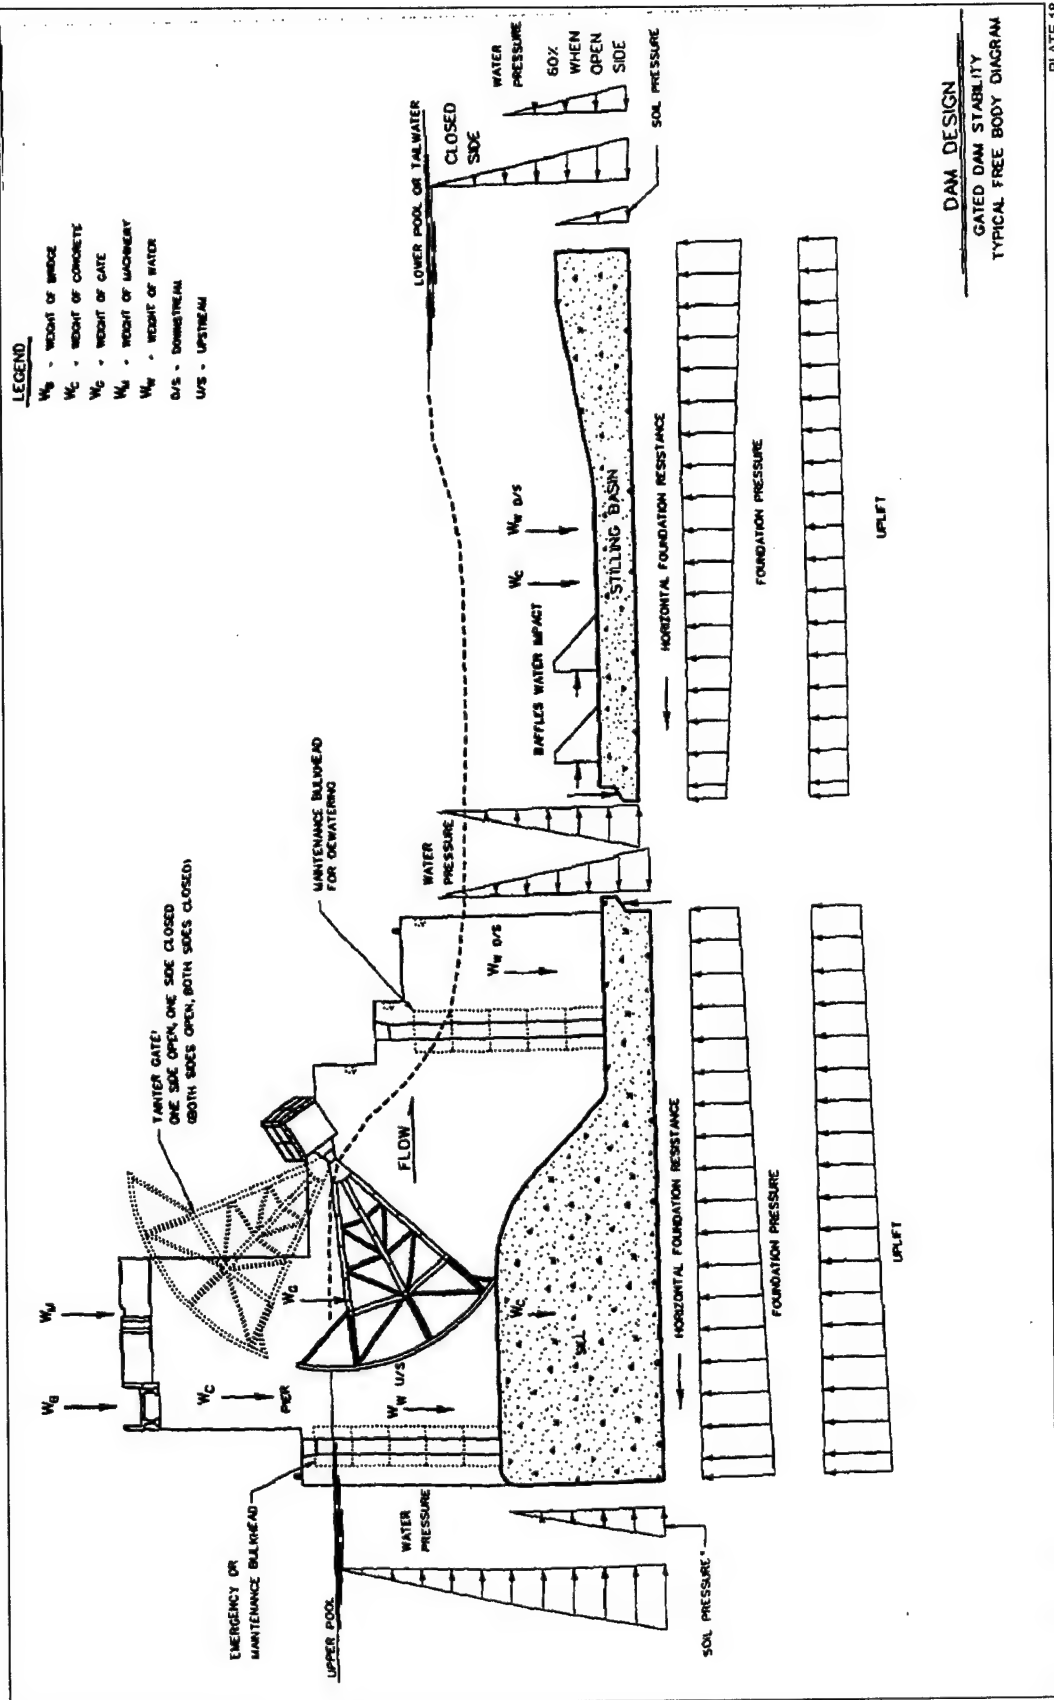 LEGEND
W_B - WEIGHT OF BRIDGE
W_C - WEIGHT OF CONCRETE
W_G - WEIGHT OF GATE
W_M - WEIGHT OF MACHINERY
W_W - WEIGHT OF WATER
D/S - DOWNSTREAM
U/S - UPSTREAM
TAINTER GATE:
ONE SIDE OPEN, ONE SIDE CLOSED
(BOTH SIDES OPEN, BOTH SIDES CLOSED)
W_B
W_M
EMERGENCY OR
MAINTENANCE BULKHEAD
UPPER POOL
W_C
PIER
W_G
W_W U/S
FLOW
MAINTENANCE BULKHEAD
FOR DEWATERING
W_W D/S
WATER
PRESSURE
LOWER POOL OR TAILWATER
CLOSED
SIDE
WATER
PRESSURE
60%
WHEN
OPEN
SIDE
SOIL PRESSURE
WATER
PRESSURE
SOIL PRESSURE
W_C
SILL
BAFFLES WATER IMPACT
W_C
W_W D/S
STILLING BASIN
HORIZONTAL FOUNDATION RESISTANCE
FOUNDATION PRESSURE
UPLIFT
HORIZONTAL FOUNDATION RESISTANCE
FOUNDATION PRESSURE
UPLIFT
DAM DESIGN
GATED DAM STABILITY
TYPICAL FREE BODY DIAGRAM